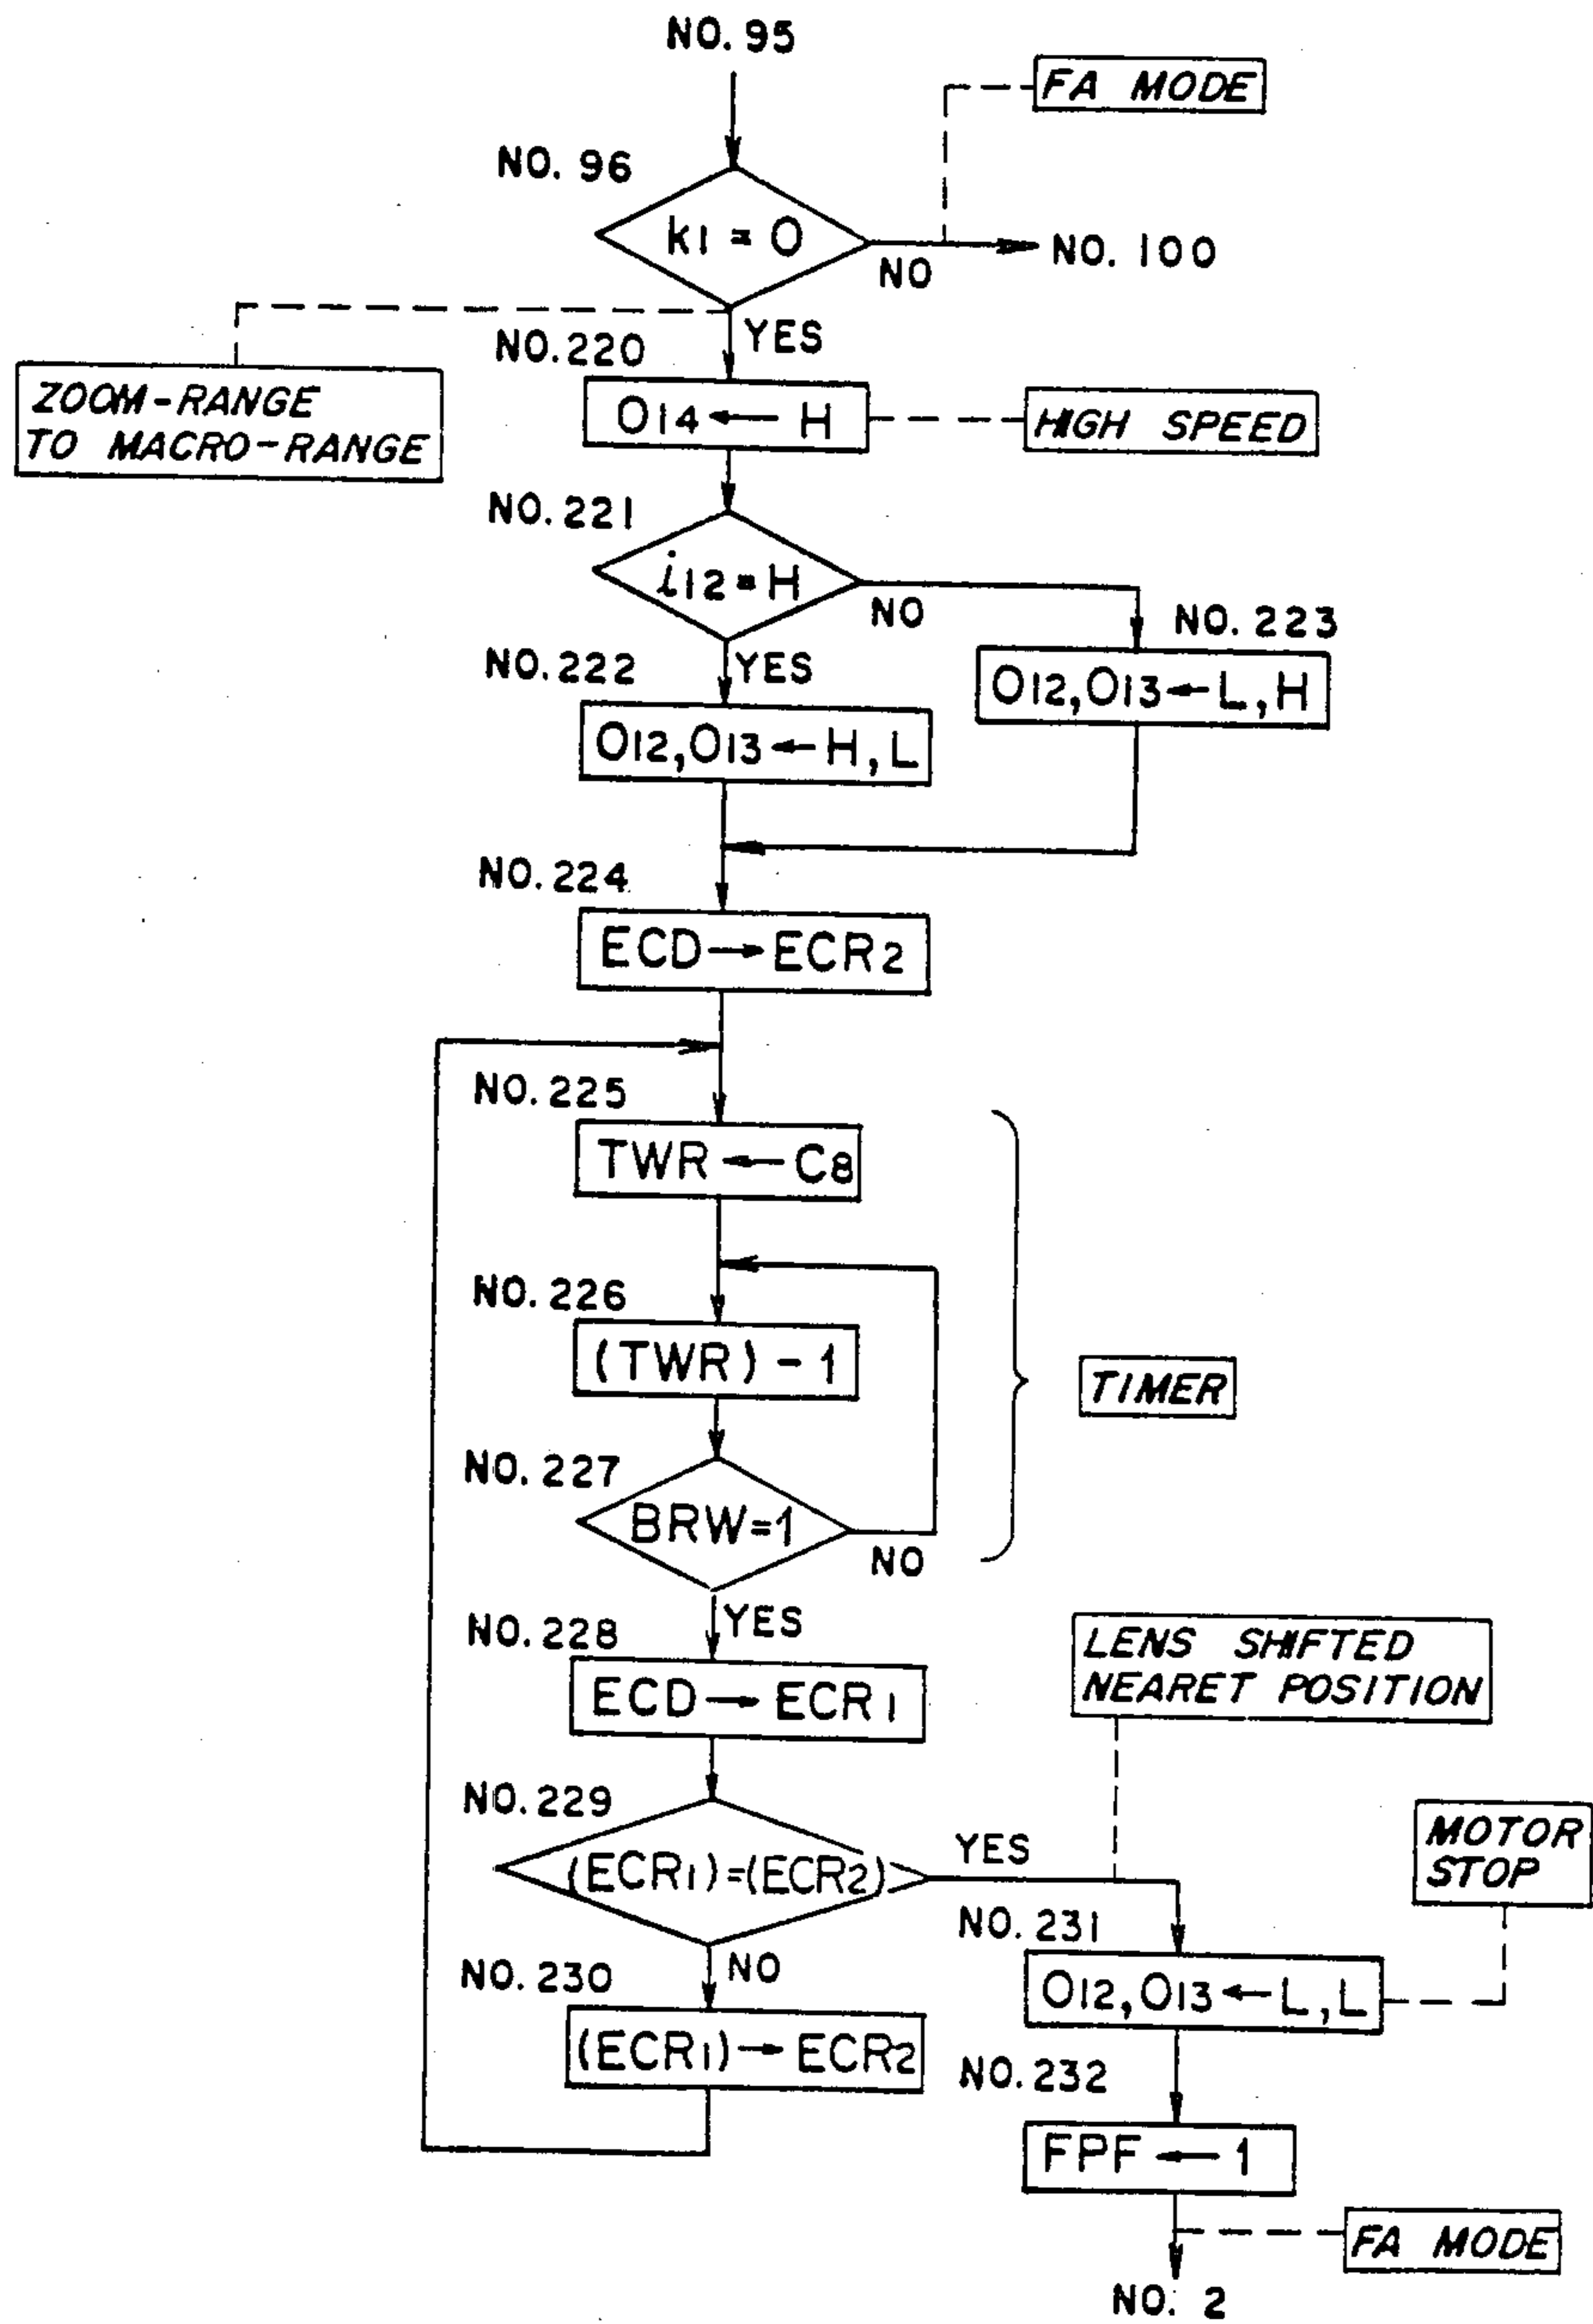 NO. 95
FA MODE
NO. 96
k1 = 0
NO
NO. 100
YES
NO. 220
ZOOM-RANGE
TO MACRO-RANGE
O14 ← H
HIGH SPEED
NO. 221
i12 = H
NO
NO. 223
NO. 222
YES
O12, O13 ← L, H
O12, O13 ← H, L
NO. 224
ECD → ECR2
NO. 225
TWR ← C8
NO. 226
(TWR) - 1
TIMER
NO. 227
BRW=1
NO
YES
NO. 228
LENS SHIFTED
NEARET POSITION
ECD → ECR1
NO. 229
(ECR1)=(ECR2)
YES
MOTOR
STOP
NO. 231
NO
NO. 230
O12, O13 ← L, L
(ECR1) → ECR2
NO. 232
FPF ← 1
FA MODE
NO. 2